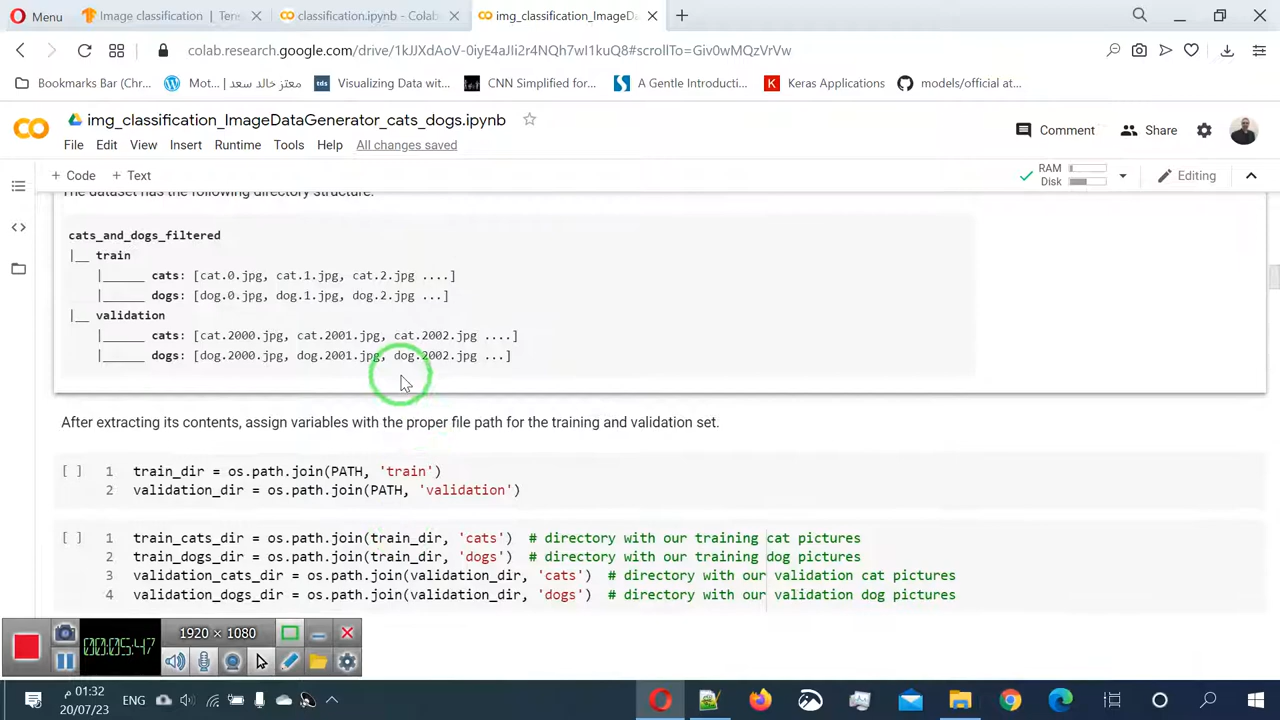 Menu
Image classification | Tens
classification.ipynb - Colab
img_classification_ImageDa
colab.research.google.com/drive/1kJJXdAoV-0iyE4aJIi2r4NQh7wI1kuQ8#scrollTo=Giv0wMQzVrVw
Bookmarks Bar (Chr...
Mot... | معتز خالد سعد
tds
Visualizing Data wit...
CNN Simplified for...
A Gentle Introducti...
K
Keras Applications
models/official at...
img_classification_ImageDataGenerator_cats_dogs.ipynb
Comment
Share
File Edit View Insert Runtime Tools Help All changes saved
+ Code + Text
RAM
Disk
Editing
The dataset has the following directory structure:
cats_and_dogs_filtered
|__ train
|______ cats: [cat.0.jpg, cat.1.jpg, cat.2.jpg ....]
|______ dogs: [dog.0.jpg, dog.1.jpg, dog.2.jpg ...]
|__ validation
|______ cats: [cat.2000.jpg, cat.2001.jpg, cat.2002.jpg ....]
|______ dogs: [dog.2000.jpg, dog.2001.jpg, dog.2002.jpg ...]
After extracting its contents, assign variables with the proper file path for the training and validation set.
[ ] 1 train_dir = os.path.join(PATH, 'train')
2 validation_dir = os.path.join(PATH, 'validation')
[ ] 1 train_cats_dir = os.path.join(train_dir, 'cats')  # directory with our training cat pictures
2 train_dogs_dir = os.path.join(train_dir, 'dogs')  # directory with our training dog pictures
3 validation_cats_dir = os.path.join(validation_dir, 'cats')  # directory with our validation cat pictures
4 validation_dogs_dir = os.path.join(validation_dir, 'dogs')  # directory with our validation dog pictures
1920 × 1080
00:05:47
ENG
01:32 م
20/07/23